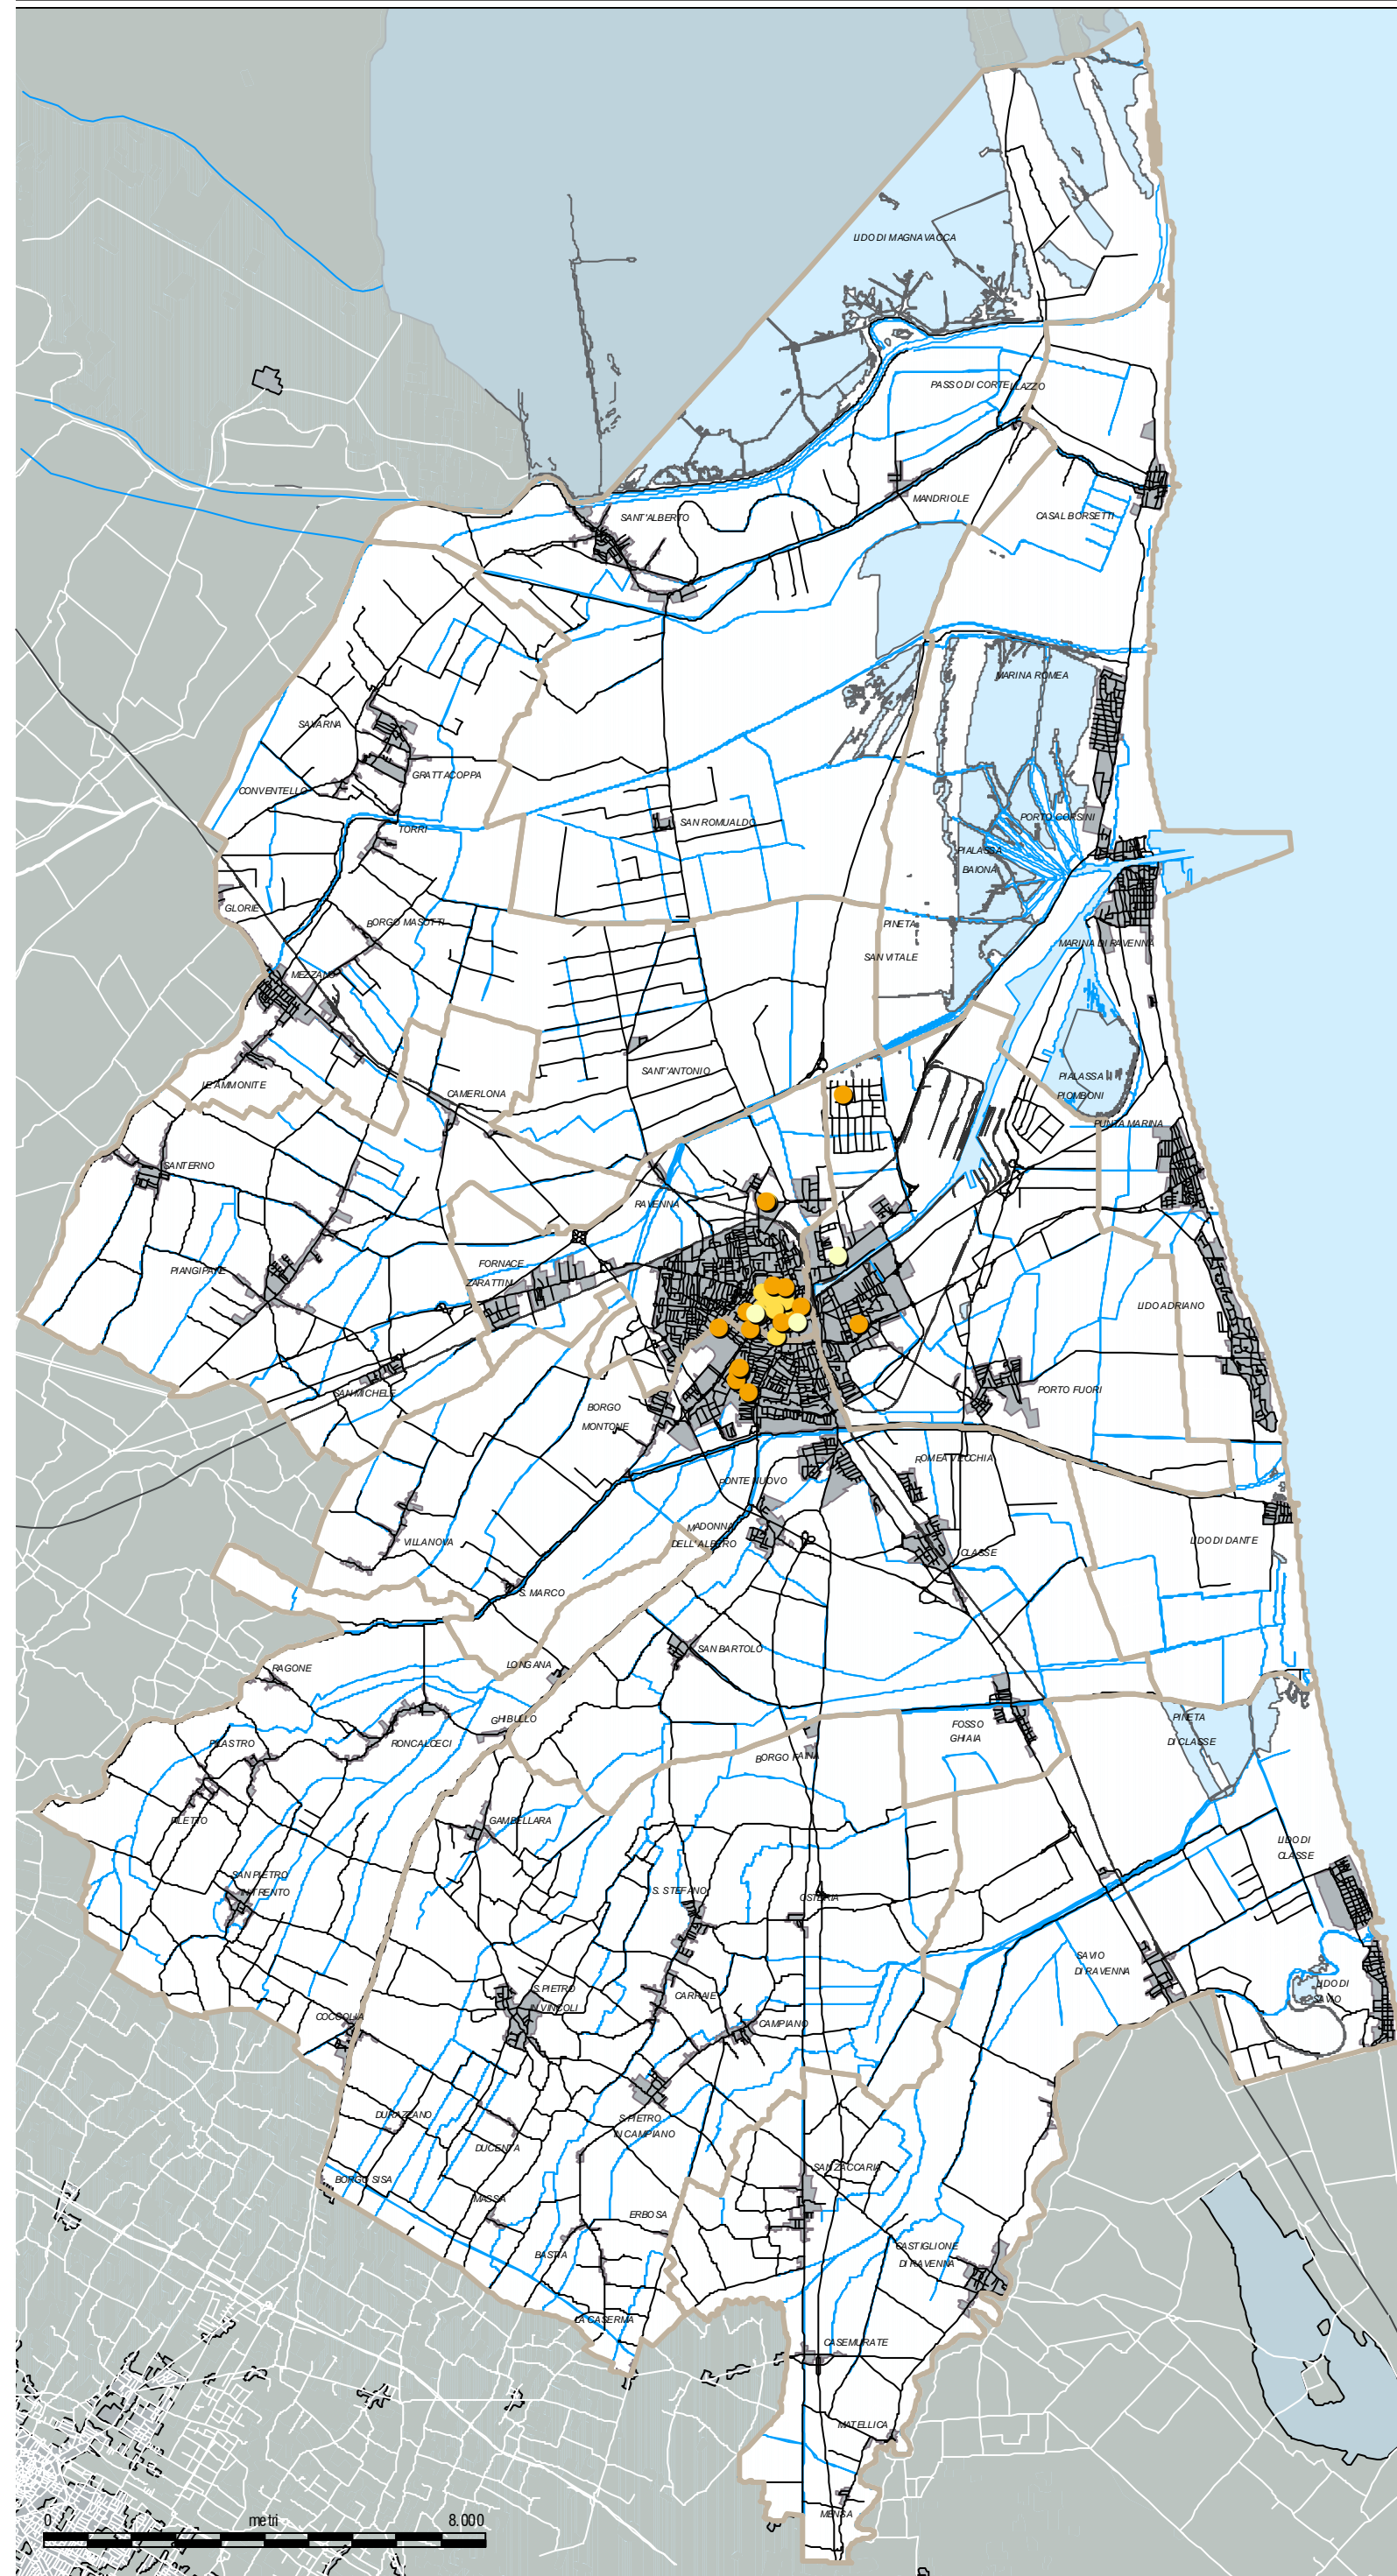 LIDO DI MAGNAVACCA
PASSO DI CORTELLAZZO
MANDRIOLE
CASAL BORSETTI
SANT'ALBERTO
MARINA ROMEA
SAVARNA
GRATTACOPPA
CONVENTELLO
TORRI
SAN ROMUALDO
PORTO CORSINI
PIALASSA
BAIONA
GLORIE
BORGO MASOTTI
PINETA
SAN VITALE
MARINA DI RAVENNA
MEZZANO
LE AMMONITE
CAMERLONA
SANT'ANTONIO
PIALASSA
PIOMBONI
PUNTA MARINA
SANTERNO
RAVENNA
PIANGIPANE
FORNACE
ZARATTINI
LIDO ADRIANO
SAN MICHELE
BORGO
MONTONE
PORTO FUORI
PONTE NUOVO
ROMEA VECCHIA
MADONNA
DELL'ALBERO
VILLANOVA
CLASSE
LIDO DI DANTE
S. MARCO
SAN BARTOLO
LONGANA
RAGONE
GHIBULLO
RONCALCECI
PILASTRO
FOSSO
GHIAIA
PINETA
DI CLASSE
BORGO FAINA
FILETTO
GAMBELLARA
LIDO DI
CLASSE
SAN PIETRO
IN TRENTO
S. STEFANO
OSTERIA
SAVIO
DI RAVENNA
LIDO DI
SAVIO
S.PIETRO
IN VINCOLI
CARRAIE
CAMPIANO
COCCOLIA
DURAZZANO
DUCENTA
S.PIETRO
IN CAMPIANO
BORGO SISA
MASSA
SAN ZACCARIA
ERBOSA
BASTIA
CASTIGLIONE
DI RAVENNA
LA CASERMA
CASEMURATE
MATELLICA
MENSA
0 metri 8.000